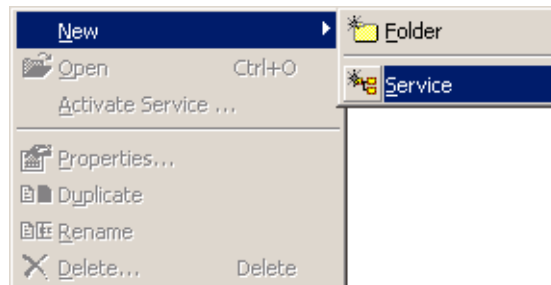 New
Open Ctrl+O
Activate Service ...
Properties...
Duplicate
Rename
Delete... Delete
Folder
Service